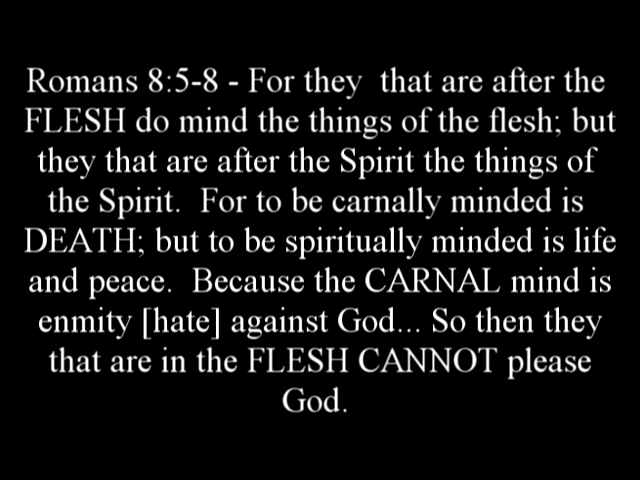 Romans 8:5-8 - For they  that are after the
FLESH do mind the things of the flesh; but
they that are after the Spirit the things of
the Spirit.  For to be carnally minded is
DEATH; but to be spiritually minded is life
and peace.  Because the CARNAL mind is
enmity [hate] against God... So then they
that are in the FLESH CANNOT please
God.